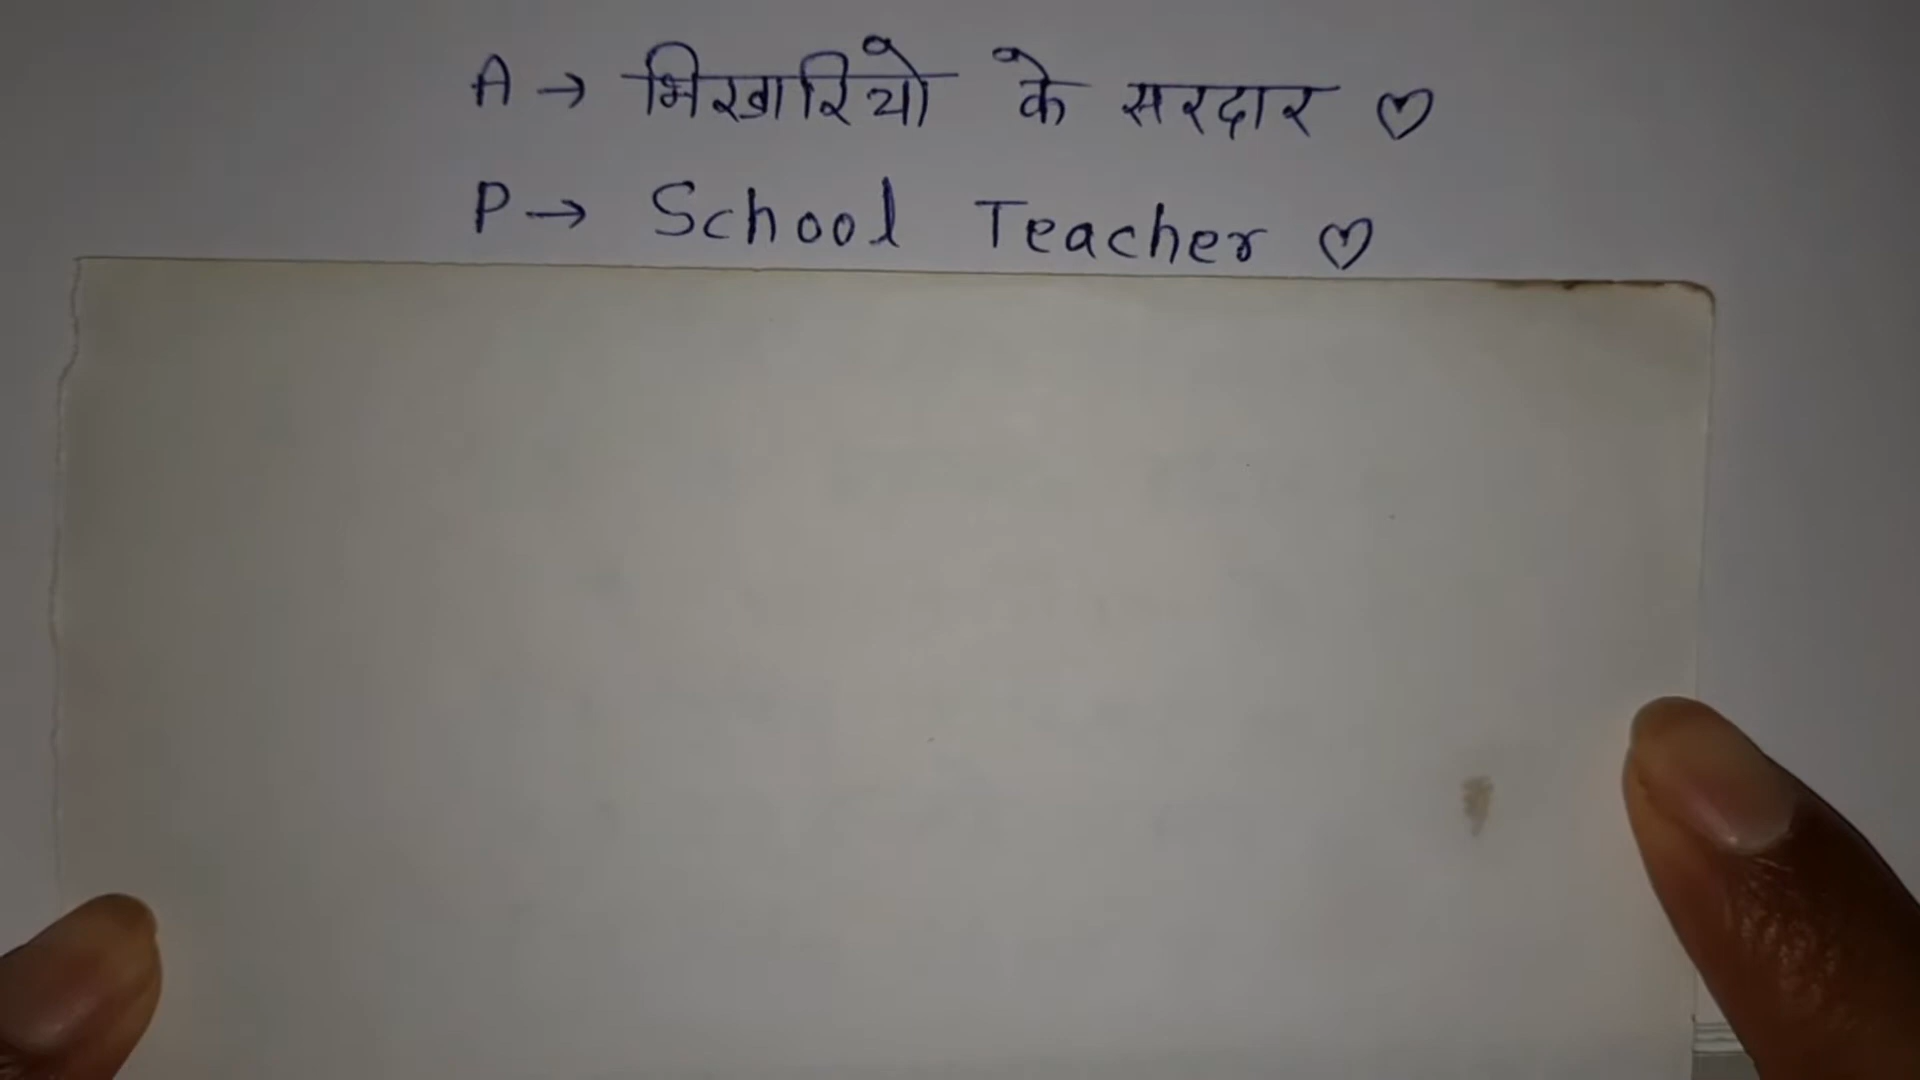 A → भिखारियो के सरदार ♡
P → School Teacher ♡